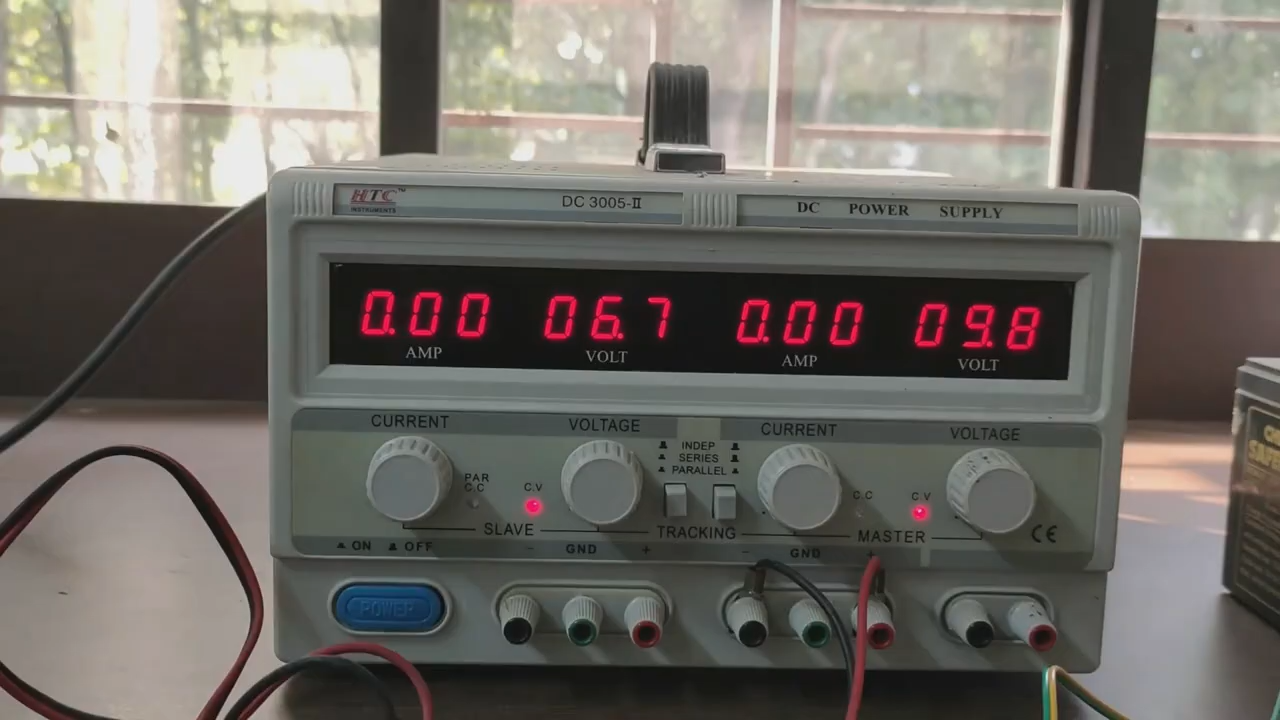 HTC™ DC 3005-II DC POWER SUPPLY
INSTRUMENTS
0.00 06.7 0.00 09.8
AMP VOLT AMP VOLT
CURRENT VOLTAGE CURRENT VOLTAGE
INDEP
SERIES
PARALLEL
PAR
C.C C.V C.C C.V
SLAVE TRACKING MASTER CE
ON OFF - GND + - GND +
POWER